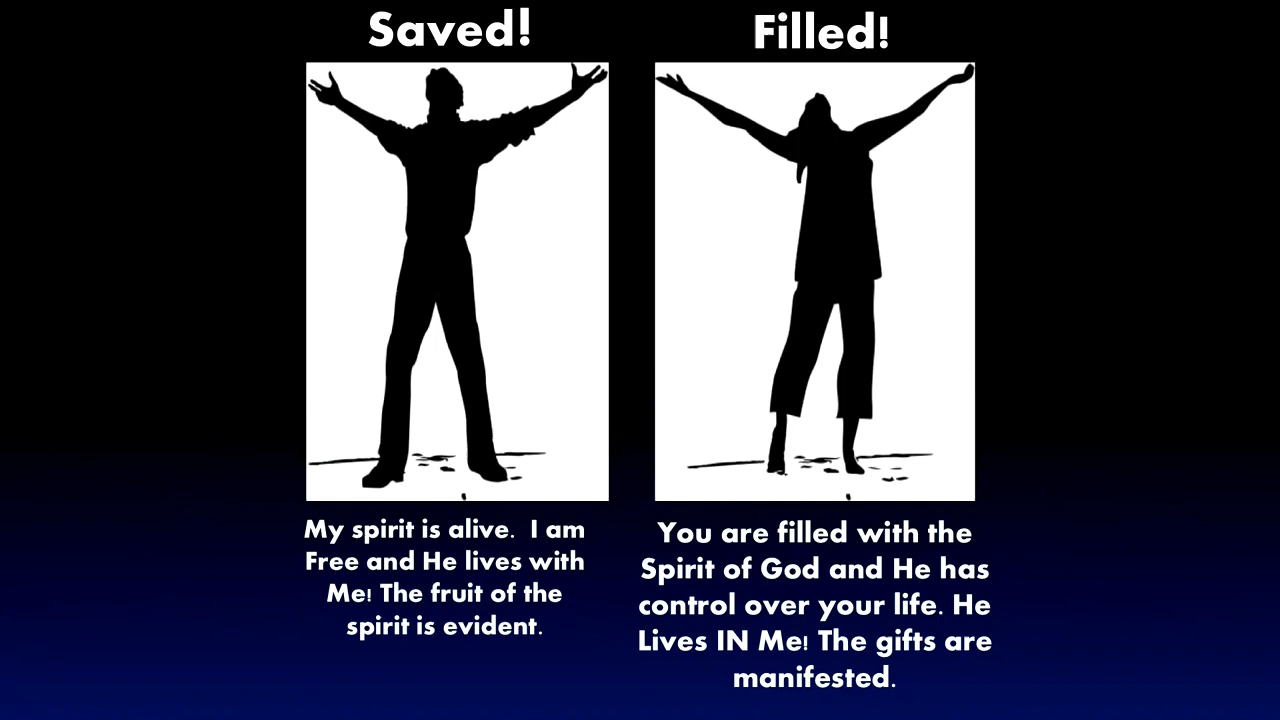 Saved!
My spirit is alive.  I am
Free and He lives with
Me! The fruit of the
spirit is evident.
Filled!
You are filled with the
Spirit of God and He has
control over your life. He
Lives IN Me! The gifts are
manifested.